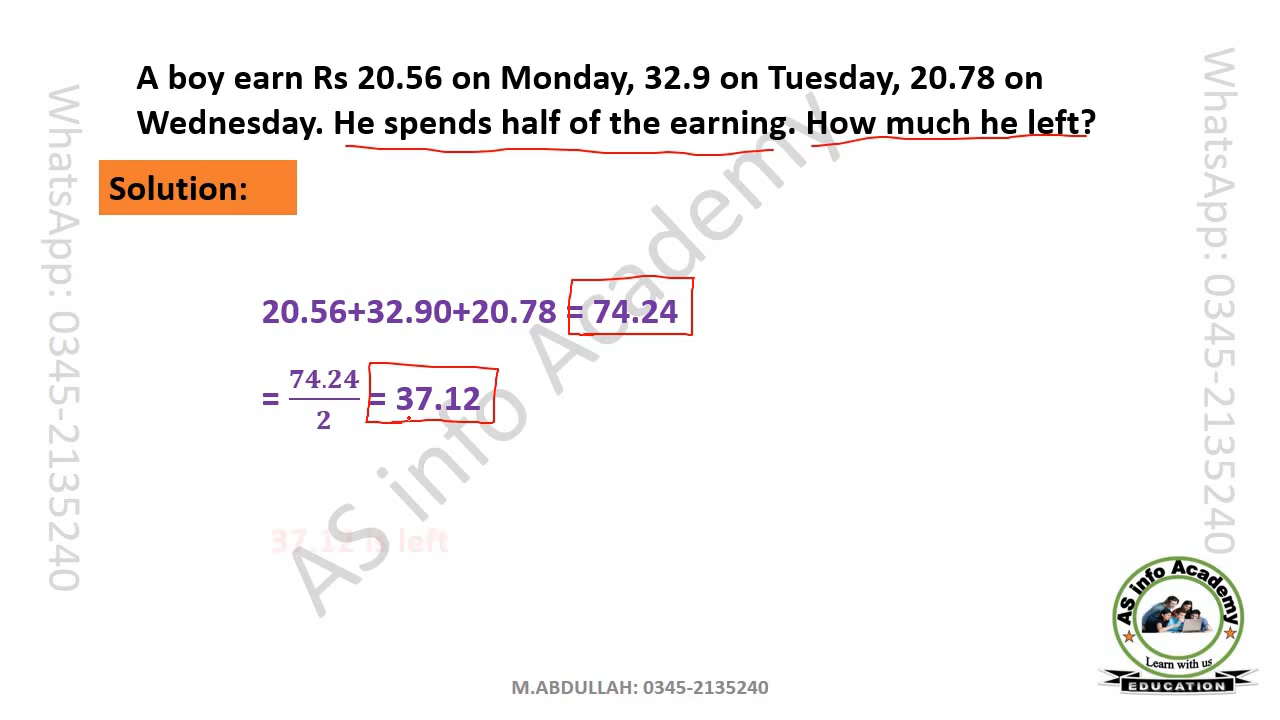 A boy earn Rs 20.56 on Monday, 32.9 on Tuesday, 20.78 on
Wednesday. He spends half of the earning. How much he left?
Solution:
20.56+32.90+20.78 = 74.24
= 74.24/2 = 37.12
37.12 is left
AS info Academy
WhatsApp: 0345-2135240
WhatsApp: 0345-2135240
AS info Academy
Learn with us
EDUCATION
M.ABDULLAH: 0345-2135240